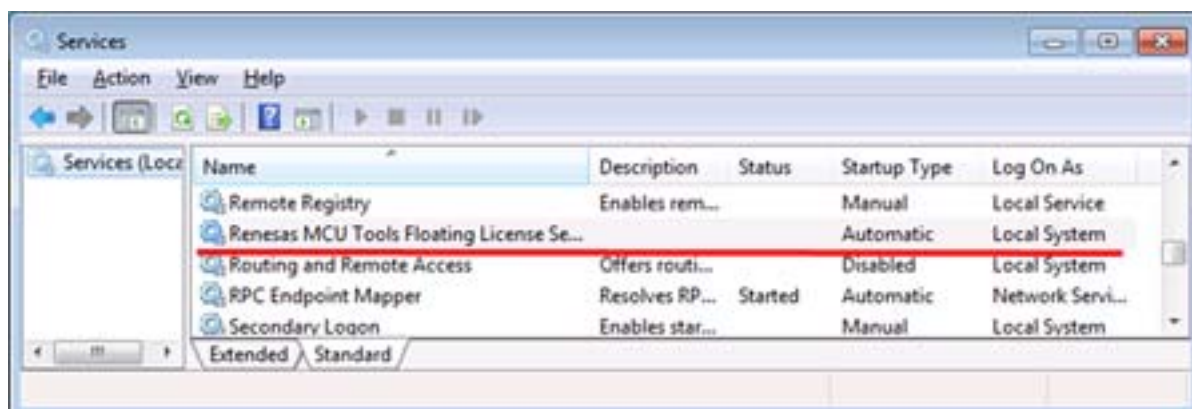 Services
File Action View Help
Services (Loca Name Description Status Startup Type Log On As
Remote Registry Enables rem... Manual Local Service
Renesas MCU Tools Floating License Se... Automatic Local System
Routing and Remote Access Offers routi... Disabled Local System
RPC Endpoint Mapper Resolves RP... Started Automatic Network Servi...
Secondary Logon Enables star... Manual Local System
Extended Standard